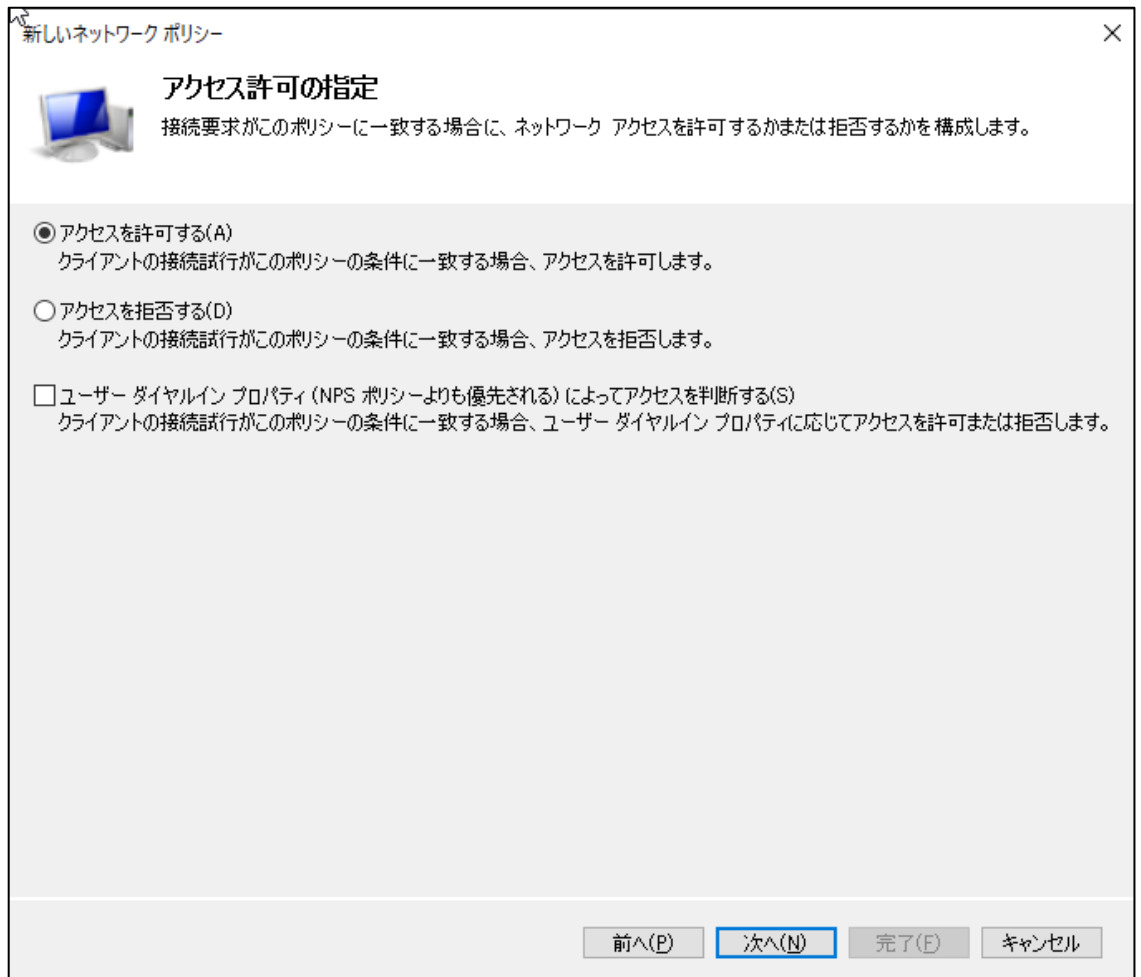 新しいネットワーク ポリシー
アクセス許可の指定
接続要求がこのポリシーに一致する場合に、ネットワーク アクセスを許可するかまたは拒否するかを構成します。
アクセスを許可する(A)
クライアントの接続試行がこのポリシーの条件に一致する場合、アクセスを許可します。
アクセスを拒否する(D)
クライアントの接続試行がこのポリシーの条件に一致する場合、アクセスを拒否します。
ユーザー ダイヤルイン プロパティ (NPS ポリシーよりも優先される) によってアクセスを判断する(S)
クライアントの接続試行がこのポリシーの条件に一致する場合、ユーザー ダイヤルイン プロパティに応じてアクセスを許可または拒否します。
前へ(P) 次へ(N) 完了(F) キャンセル